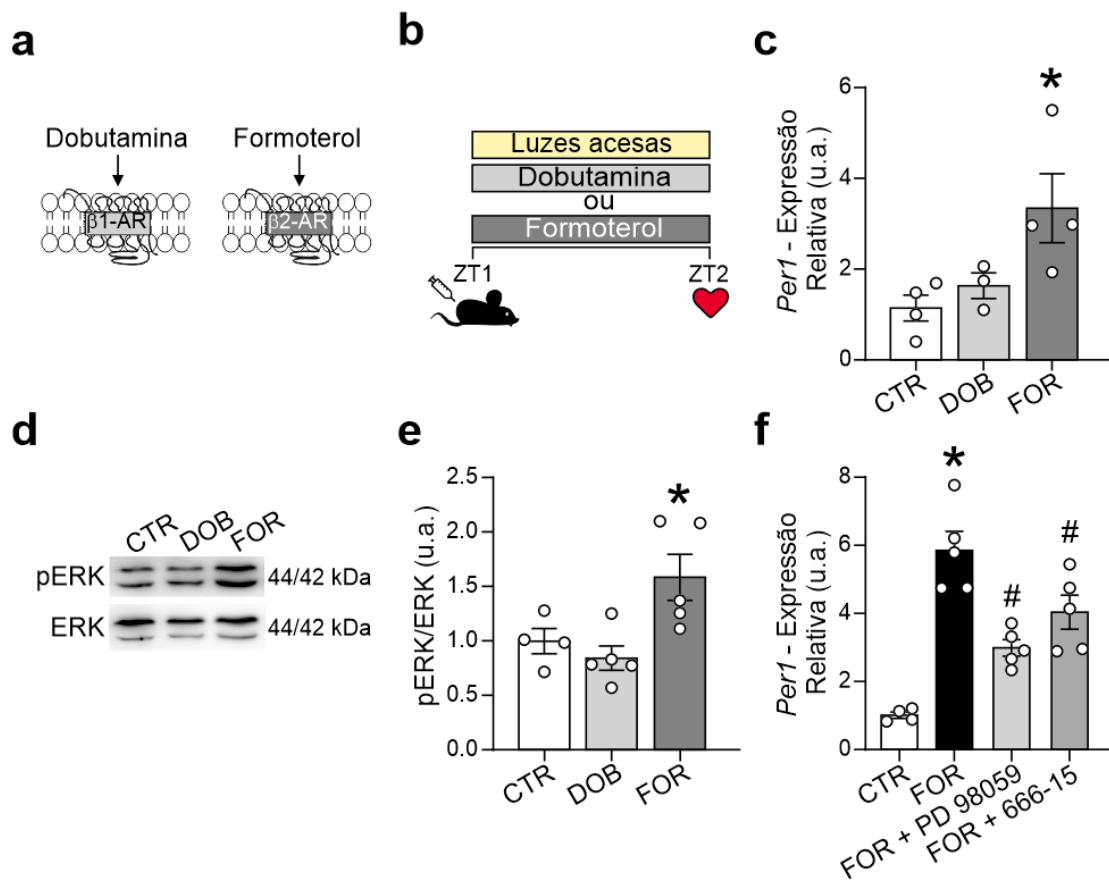 a
Dobutamina
Formoterol
β1-AR
β2-AR
b
Luzes acesas
Dobutamina
ou
Formoterol
ZT1
ZT2
c
Per1 - Expressão
Relativa (u.a.)
6
4
2
0
*
CTR
DOB
FOR
d
CTR
DOB
FOR
pERK
44/42 kDa
ERK
44/42 kDa
e
pERK/ERK (u.a.)
2.5
2.0
1.5
1.0
0.5
0.0
*
CTR
DOB
FOR
f
Per1 - Expressão
Relativa (u.a.)
8
6
4
2
0
*
#
#
CTR
FOR
FOR + PD 98059
FOR + 666-15